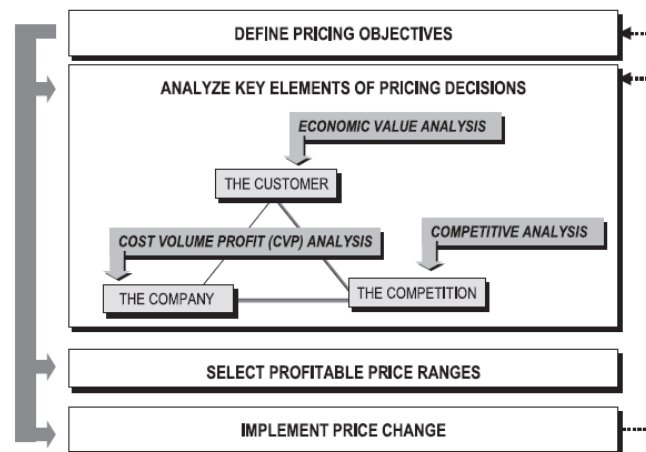 DEFINE PRICING OBJECTIVES
ANALYZE KEY ELEMENTS OF PRICING DECISIONS
ECONOMIC VALUE ANALYSIS
THE CUSTOMER
COST VOLUME PROFIT (CVP) ANALYSIS
COMPETITIVE ANALYSIS
THE COMPANY
THE COMPETITION
SELECT PROFITABLE PRICE RANGES
IMPLEMENT PRICE CHANGE